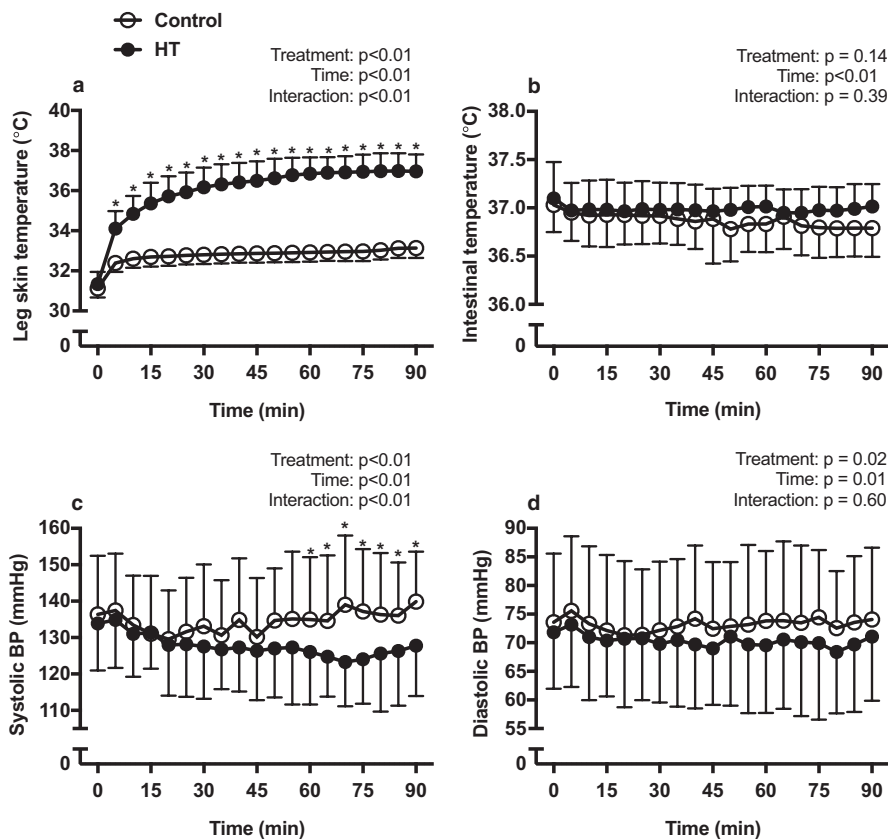 Control
HT
Treatment: p<0.01
Time: p<0.01
Interaction: p<0.01
a
Leg skin temperature (°C)
40
38
36
34
32
30
0
* * * * * * * * * * * * * * * * * *
0 15 30 45 60 75 90
Time (min)
Treatment: p = 0.14
Time: p<0.01
Interaction: p = 0.39
b
Intestinal temperature (°C)
38.0
37.5
37.0
36.5
36.0
0
0 15 30 45 60 75 90
Time (min)
Treatment: p<0.01
Time: p<0.01
Interaction: p<0.01
c
Systolic BP (mmHg)
160
150
140
130
120
110
0
* * * * * * *
0 15 30 45 60 75 90
Time (min)
Treatment: p = 0.02
Time: p = 0.01
Interaction: p = 0.60
d
Diastolic BP (mmHg)
90
85
80
75
70
65
60
55
0
0 15 30 45 60 75 90
Time (min)